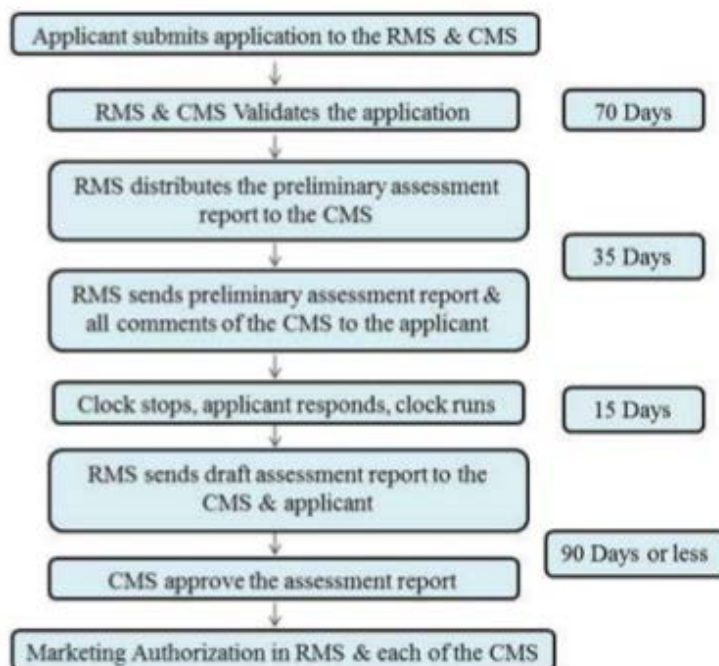 Applicant submits application to the RMS & CMS
RMS & CMS Validates the application
70 Days
RMS distributes the preliminary assessment
report to the CMS
35 Days
RMS sends preliminary assessment report &
all comments of the CMS to the applicant
Clock stops, applicant responds, clock runs
15 Days
RMS sends draft assessment report to the
CMS & applicant
90 Days or less
CMS approve the assessment report
Marketing Authorization in RMS & each of the CMS